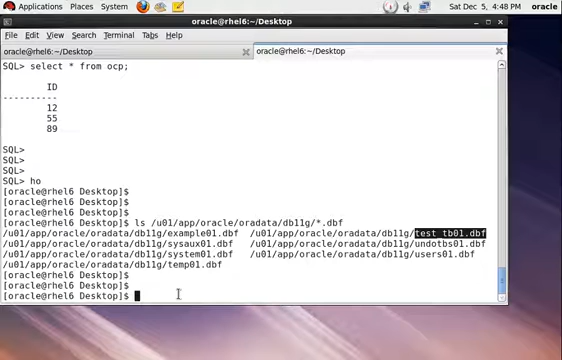 Applications Places System Sat Dec 5, 4:48 PM oracle
oracle@rhel6:~/Desktop
File Edit View Search Terminal Tabs Help
oracle@rhel6:~/Desktop oracle@rhel6:~/Desktop
SQL> select * from ocp;
ID
----------
12
55
89
SQL>
SQL>
SQL> ho
[oracle@rhel6 Desktop]$
[oracle@rhel6 Desktop]$
[oracle@rhel6 Desktop]$
[oracle@rhel6 Desktop]$ ls /u01/app/oracle/oradata/db11g/*.dbf
/u01/app/oracle/oradata/db11g/example01.dbf /u01/app/oracle/oradata/db11g/test_tb01.dbf
/u01/app/oracle/oradata/db11g/sysaux01.dbf /u01/app/oracle/oradata/db11g/undotbs01.dbf
/u01/app/oracle/oradata/db11g/system01.dbf /u01/app/oracle/oradata/db11g/users01.dbf
/u01/app/oracle/oradata/db11g/temp01.dbf
[oracle@rhel6 Desktop]$
[oracle@rhel6 Desktop]$
[oracle@rhel6 Desktop]$